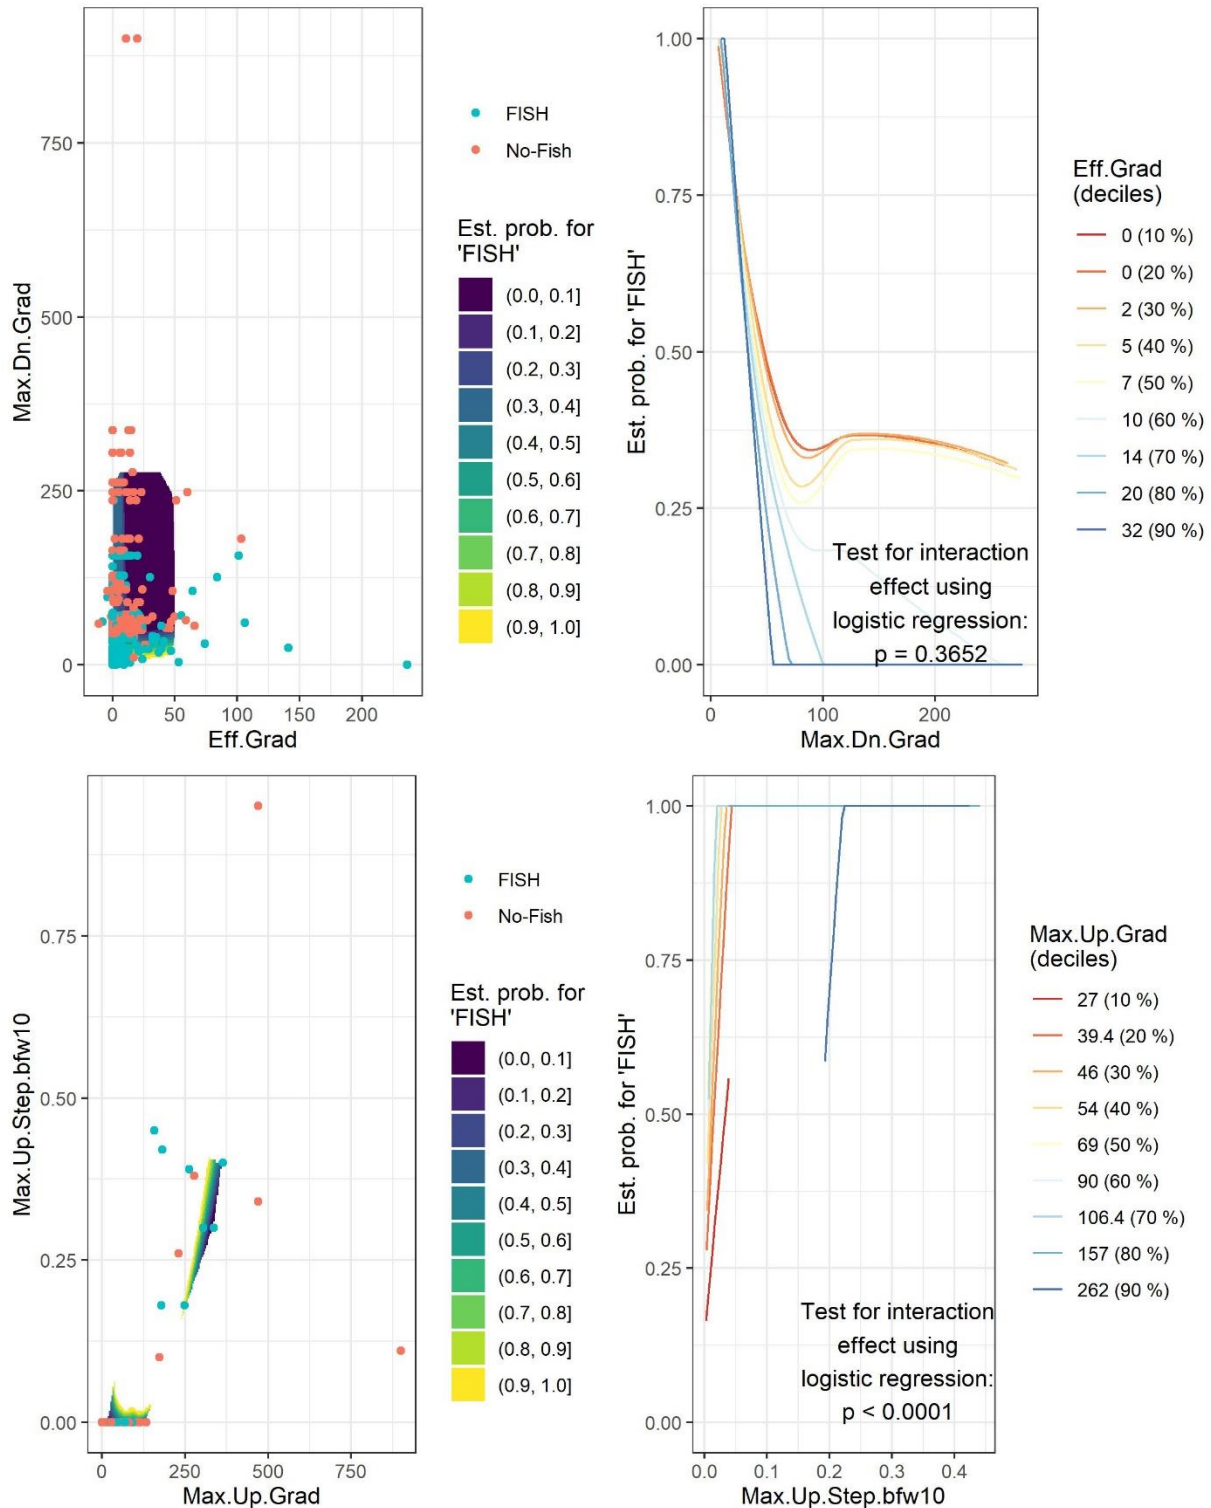 750
500
250
0
Max.Dn.Grad
0 50 100 150 200
Eff.Grad
FISH
No-Fish
Est. prob. for
'FISH'
(0.0, 0.1]
(0.1, 0.2]
(0.2, 0.3]
(0.3, 0.4]
(0.4, 0.5]
(0.5, 0.6]
(0.6, 0.7]
(0.7, 0.8]
(0.8, 0.9]
(0.9, 1.0]
1.00
0.75
0.50
0.25
0.00
Est. prob. for 'FISH'
Test for interaction
effect using
logistic regression:
p = 0.3652
0 100 200
Max.Dn.Grad
Eff.Grad
(deciles)
0 (10 %)
0 (20 %)
2 (30 %)
5 (40 %)
7 (50 %)
10 (60 %)
14 (70 %)
20 (80 %)
32 (90 %)
0.75
0.50
0.25
0.00
Max.Up.Step.bfw10
0 250 500 750
Max.Up.Grad
FISH
No-Fish
Est. prob. for
'FISH'
(0.0, 0.1]
(0.1, 0.2]
(0.2, 0.3]
(0.3, 0.4]
(0.4, 0.5]
(0.5, 0.6]
(0.6, 0.7]
(0.7, 0.8]
(0.8, 0.9]
(0.9, 1.0]
1.00
0.75
0.50
0.25
0.00
Est. prob. for 'FISH'
Test for interaction
effect using
logistic regression:
p < 0.0001
0.0 0.1 0.2 0.3 0.4
Max.Up.Step.bfw10
Max.Up.Grad
(deciles)
27 (10 %)
39.4 (20 %)
46 (30 %)
54 (40 %)
69 (50 %)
90 (60 %)
106.4 (70 %)
157 (80 %)
262 (90 %)